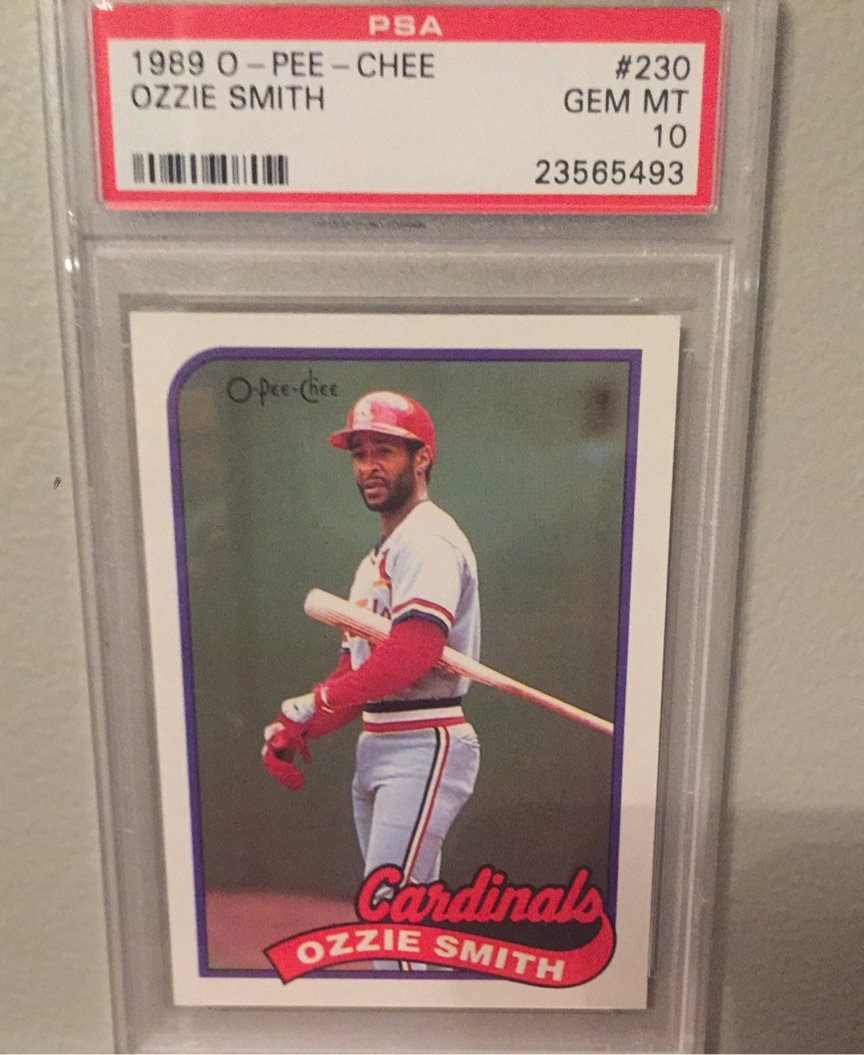 PSA
1989 O-PEE-CHEE #230
OZZIE SMITH GEM MT
10
23565493
O-Pee-Chee
Cardinals
OZZIE SMITH